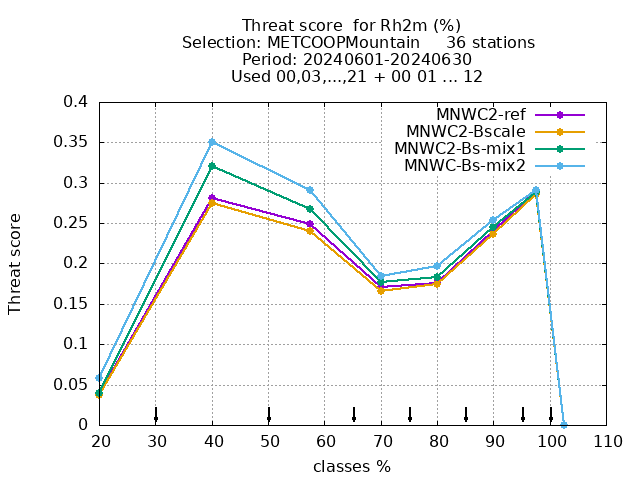 Threat score  for Rh2m (%)
Selection: METCOOPMountain     36 stations
Period: 20240601-20240630
Used 00,03,...,21 + 00 01 ... 12
MNWC2-ref
MNWC2-Bscale
MNWC2-Bs-mix1
MNWC-Bs-mix2
Threat score
0.4
0.35
0.3
0.25
0.2
0.15
0.1
0.05
0
20 30 40 50 60 70 80 90 100 110
classes %